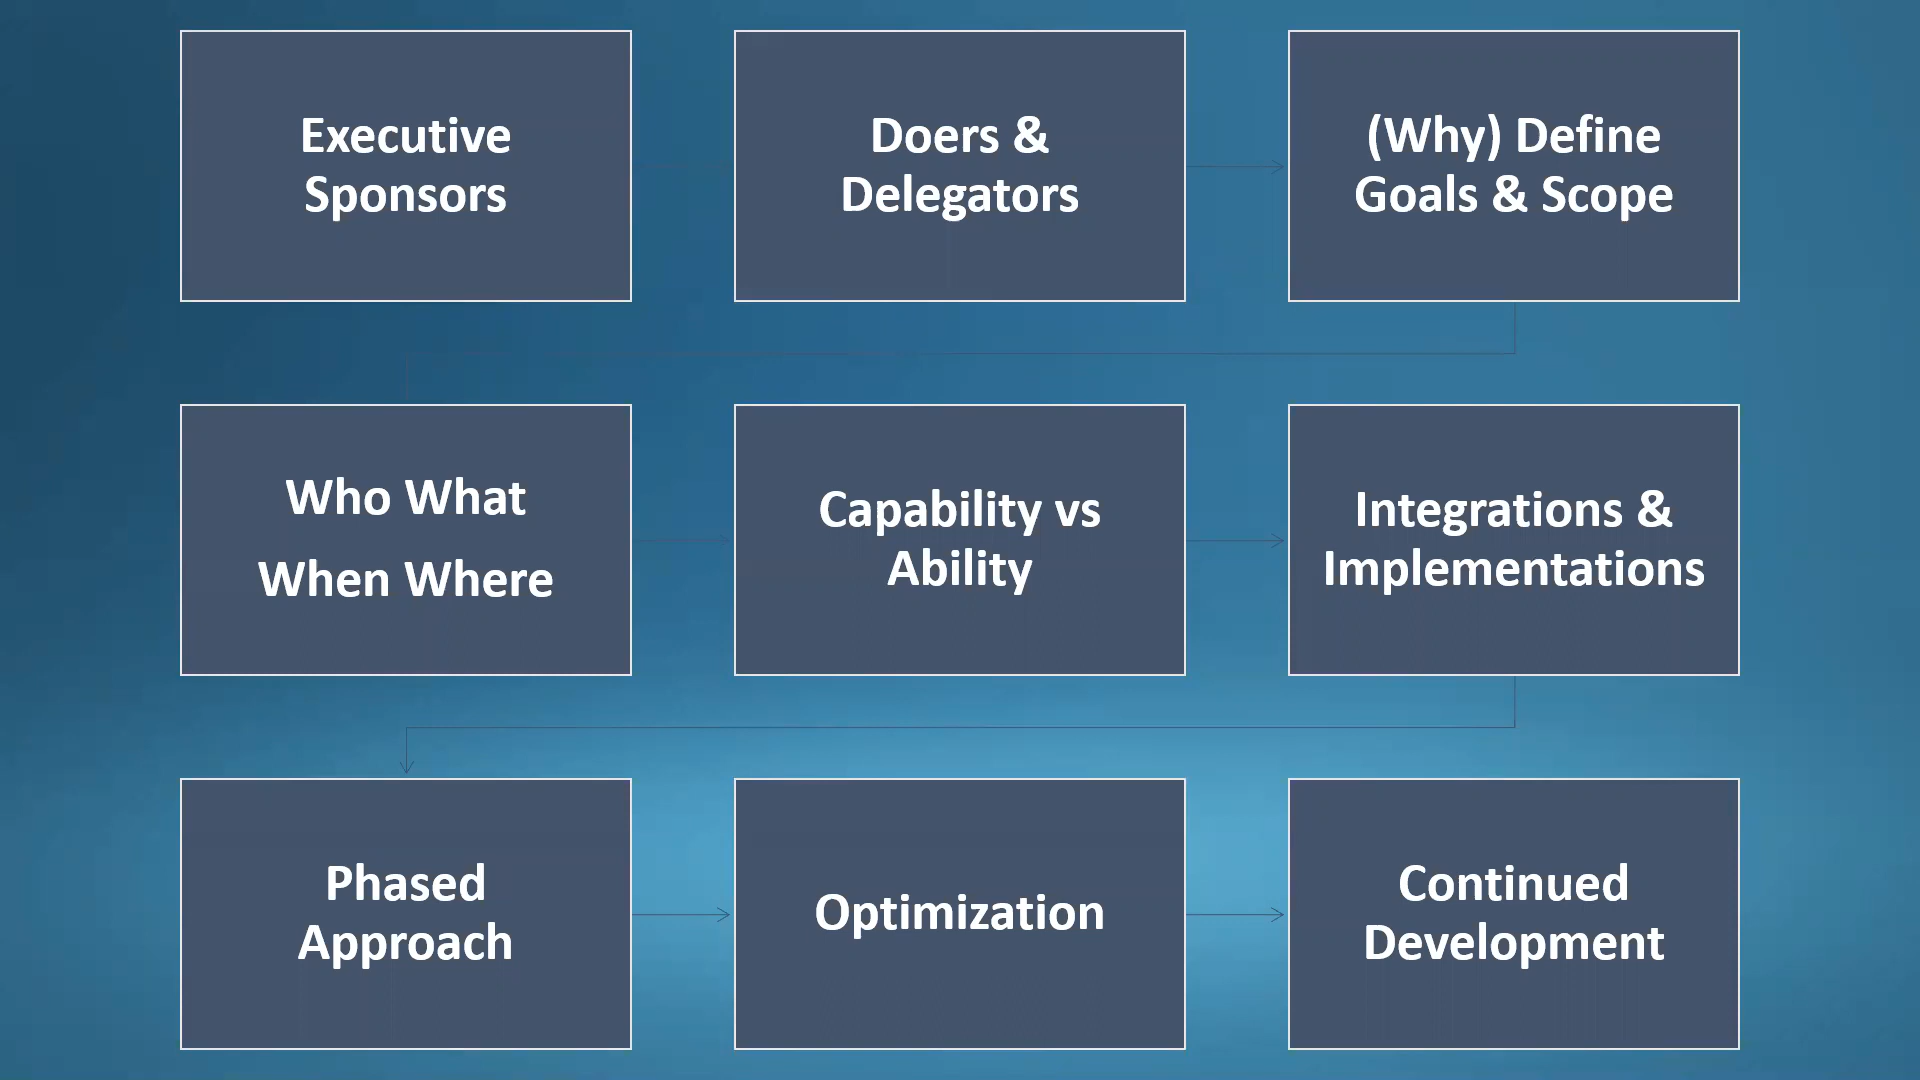 Executive
Sponsors
Doers &
Delegators
(Why) Define
Goals & Scope
Who What
When Where
Capability vs
Ability
Integrations &
Implementations
Phased
Approach
Optimization
Continued
Development